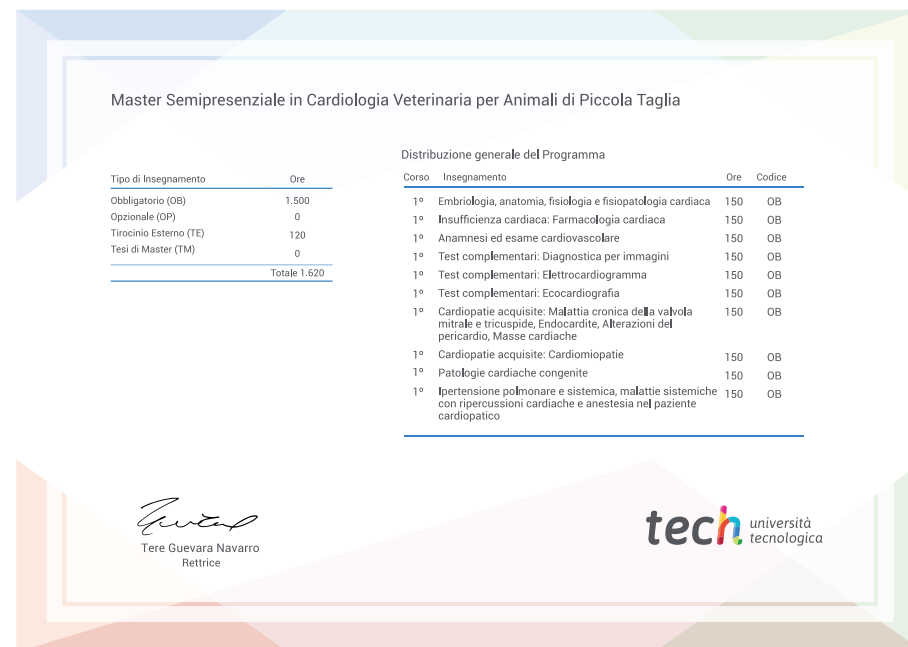 Master Semipresenziale in Cardiologia Veterinaria per Animali di Piccola Taglia
Tipo di Insegnamento Ore
Obbligatorio (OB) 1.500
Opzionale (OP) 0
Tirocinio Esterno (TE) 120
Tesi di Master (TM) 0
Totale 1.620
Distribuzione generale del Programma
Corso Insegnamento Ore Codice
1º Embriologia, anatomia, fisiologia e fisiopatologia cardiaca 150 OB
1º Insufficienza cardiaca: Farmacologia cardiaca 150 OB
1º Anamnesi ed esame cardiovascolare 150 OB
1º Test complementari: Diagnostica per immagini 150 OB
1º Test complementari: Elettrocardiogramma 150 OB
1º Test complementari: Ecocardiografia 150 OB
1º Cardiopatie acquisite: Malattia cronica della valvola 150 OB
mitrale e tricuspide, Endocardite, Alterazioni del
pericardio, Masse cardiache
1º Cardiopatie acquisite: Cardiomiopatie 150 OB
1º Patologie cardiache congenite 150 OB
1º Ipertensione polmonare e sistemica, malattie sistemiche 150 OB
con ripercussioni cardiache e anestesia nel paziente
cardiopatico
Tere Guevara Navarro
Rettrice
tech università
tecnologica